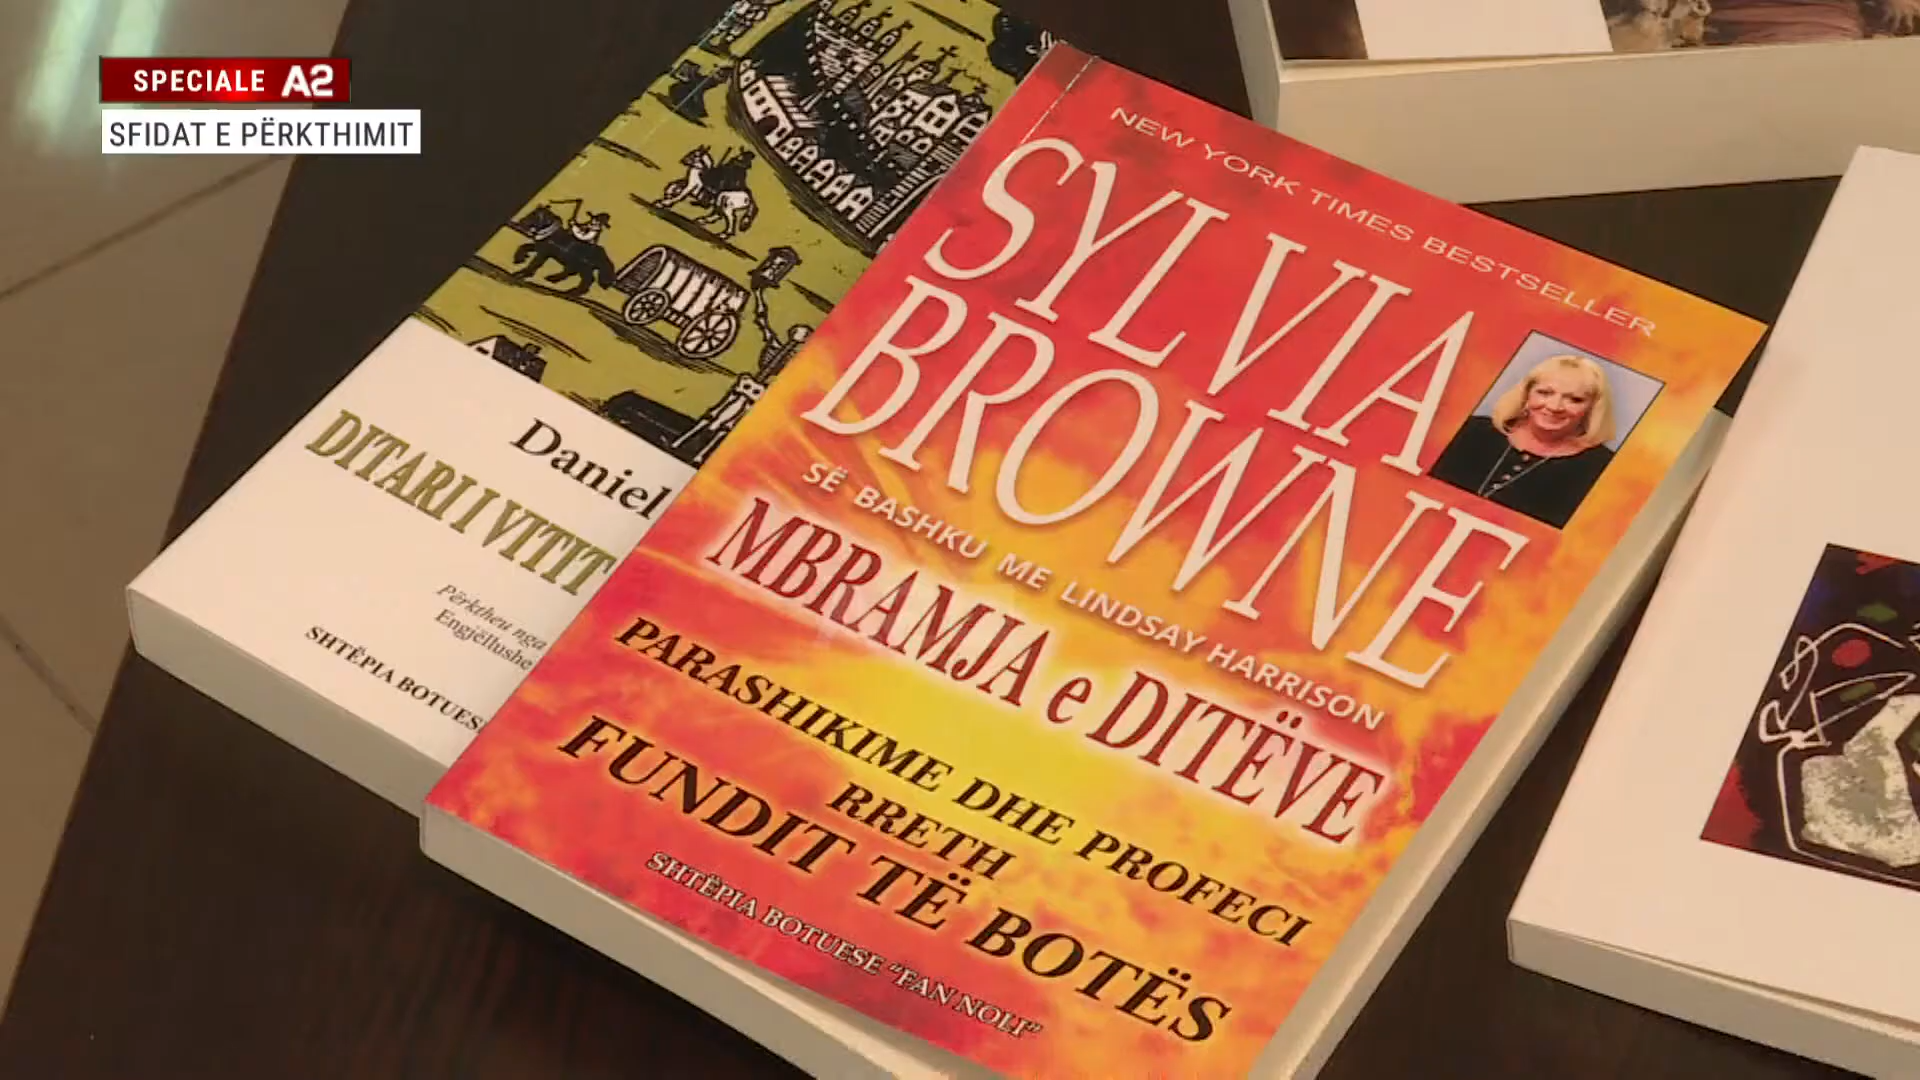 SPECIALE A2
SFIDAT E PËRKTHIMIT
NEW YORK TIMES BESTSELLER
SYLVIA
BROWNE
SË BASHKU ME LINDSAY HARRISON
MBRAMJA e DITËVE
PARASHIKIME DHE PROFECI
RRETH
FUNDIT TË BOTËS
SHTËPIA BOTUESE "FAN NOLI"
Daniel
DITARI I VITIT
Përktheu nga
Engjëllushe
SHTËPIA BOTUES